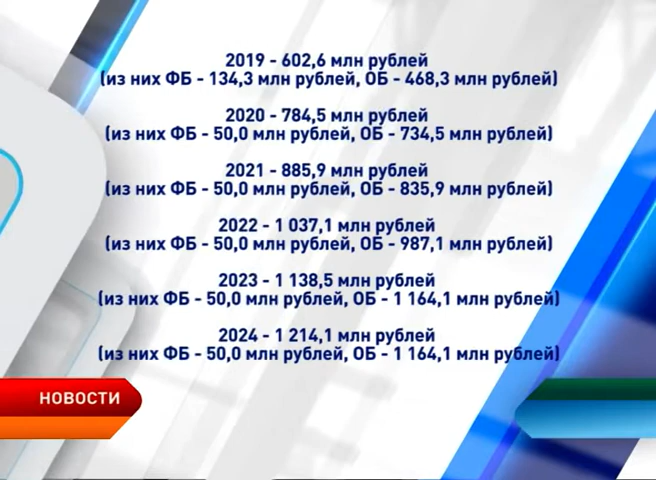 2019 - 602,6 млн рублей
(из них ФБ - 134,3 млн рублей, ОБ - 468,3 млн рублей)
2020 - 784,5 млн рублей
(из них ФБ - 50,0 млн рублей, ОБ - 734,5 млн рублей)
2021 - 885,9 млн рублей
(из них ФБ - 50,0 млн рублей, ОБ - 835,9 млн рублей)
2022 - 1 037,1 млн рублей
(из них ФБ - 50,0 млн рублей, ОБ - 987,1 млн рублей)
2023 - 1 138,5 млн рублей
(из них ФБ - 50,0 млн рублей, ОБ - 1 164,1 млн рублей)
2024 - 1 214,1 млн рублей
(из них ФБ - 50,0 млн рублей, ОБ - 1 164,1 млн рублей)
НОВОСТИ